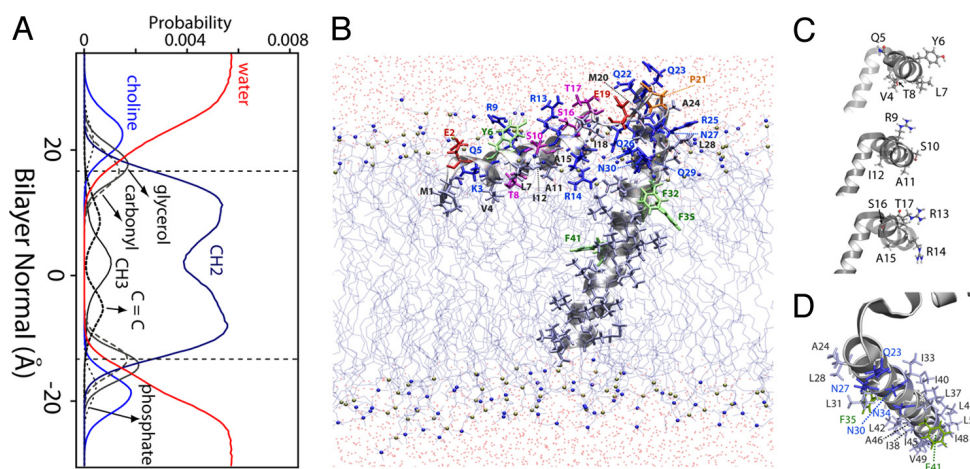 A
Probability
0
0.004
0.008
choline
water
20
0
-20
Bilayer Normal (Å)
glycerol
carbonyl
CH3
CH2
C = C
phosphate
B
Q22
Q23
M20
P21
T17
E19
R13
A24
S16
R9
R25
E2
Y6
S10
N27
Q5
I18
Q26
L28
A15
N30
K3
L7
A11
M1
T8
I12
R14
Q29
V4
F32
F35
F41
C
Q5
Y6
V4
T8
L7
R9
S10
I12
A11
S16
T17
R13
A15
R14
D
A24
Q23
I33
L28
N27
I40
L31
L37
F35
N34
N30
L42
A46
I38
I45
I48
V49
F41